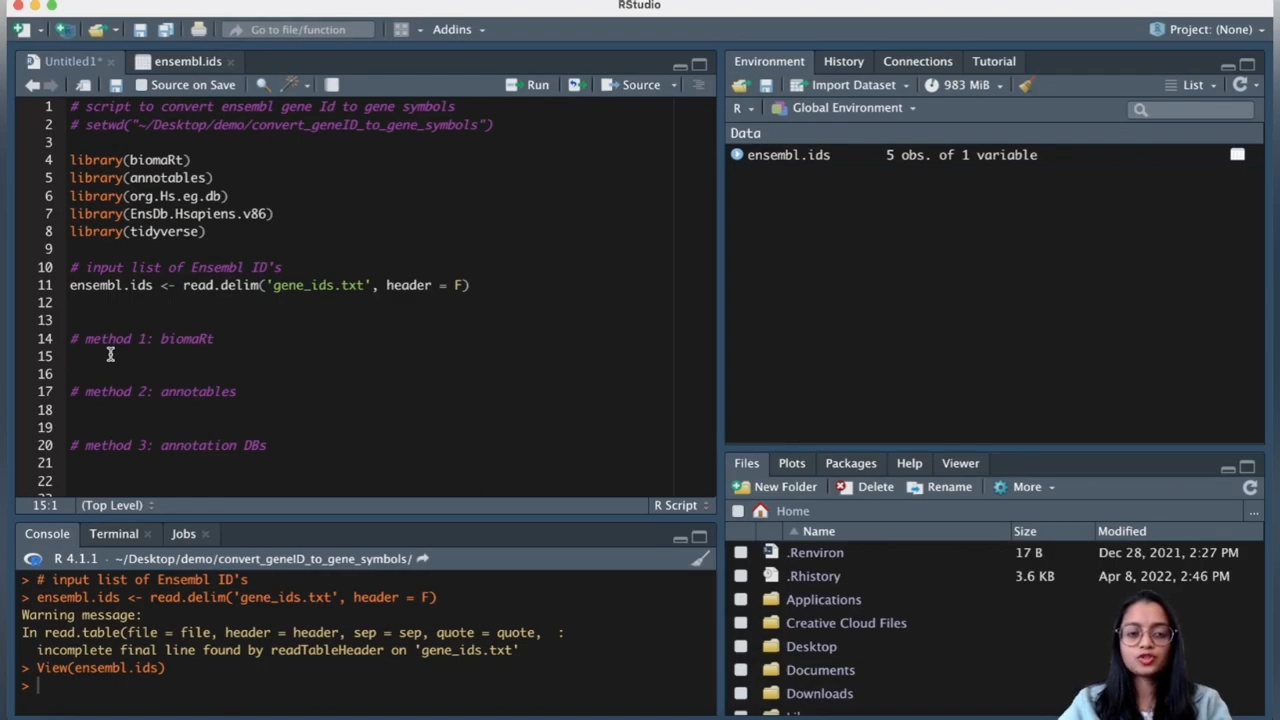 RStudio
Go to file/function
Addins
Project: (None)
Untitled1*
ensembl.ids
Source on Save
Run
Source
1 # script to convert ensembl gene Id to gene symbols
2 # setwd("~/Desktop/demo/convert_geneID_to_gene_symbols")
3
4 library(biomaRt)
5 library(annotables)
6 library(org.Hs.eg.db)
7 library(EnsDb.Hsapiens.v86)
8 library(tidyverse)
9
10 # input list of Ensembl ID's
11 ensembl.ids <- read.delim('gene_ids.txt', header = F)
12
13
14 # method 1: biomaRt
15
16
17 # method 2: annotables
18
19
20 # method 3: annotation DBs
21
22
15:1 (Top Level) R Script
Console Terminal Jobs
R 4.1.1 · ~/Desktop/demo/convert_geneID_to_gene_symbols/
> # input list of Ensembl ID's
> ensembl.ids <- read.delim('gene_ids.txt', header = F)
Warning message:
In read.table(file = file, header = header, sep = sep, quote = quote, :
incomplete final line found by readTableHeader on 'gene_ids.txt'
> View(ensembl.ids)
>
Environment History Connections Tutorial
Import Dataset 983 MiB List
R Global Environment
Data
ensembl.ids 5 obs. of 1 variable
Files Plots Packages Help Viewer
New Folder Delete Rename More
Home ...
Name Size Modified
.Renviron 17 B Dec 28, 2021, 2:27 PM
.Rhistory 3.6 KB Apr 8, 2022, 2:46 PM
Applications
Creative Cloud Files
Desktop
Documents
Downloads